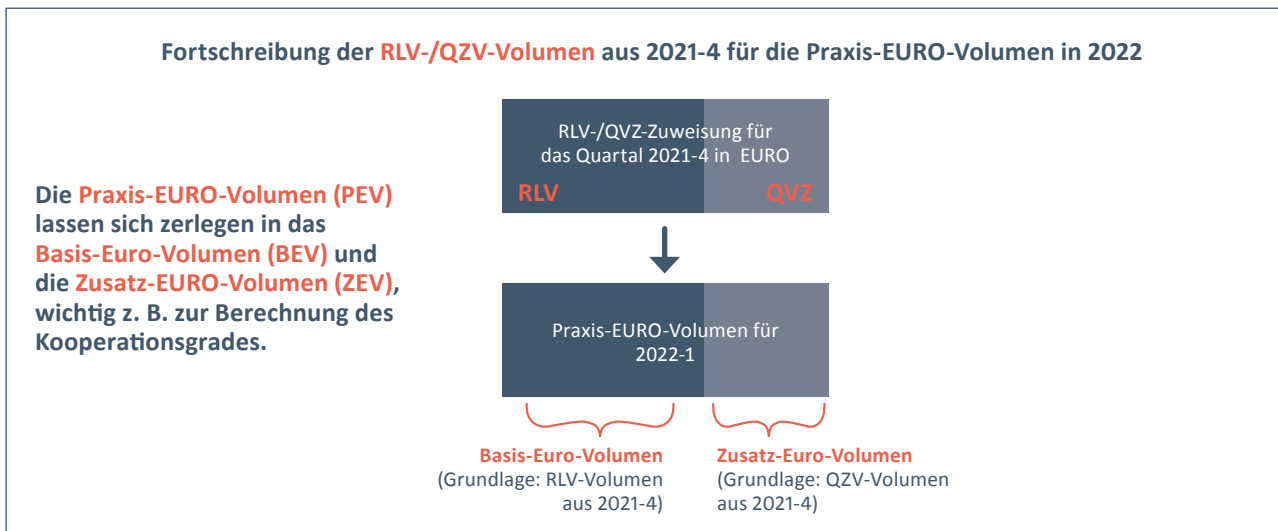 Fortschreibung der RLV-/QZV-Volumen aus 2021-4 für die Praxis-EURO-Volumen in 2022
Die Praxis-EURO-Volumen (PEV)
lassen sich zerlegen in das
Basis-Euro-Volumen (BEV) und
die Zusatz-EURO-Volumen (ZEV),
wichtig z. B. zur Berechnung des
Kooperationsgrades.
RLV-/QVZ-Zuweisung für
das Quartal 2021-4 in EURO
RLV
QVZ
Praxis-EURO-Volumen für
2022-1
Basis-Euro-Volumen
(Grundlage: RLV-Volumen
aus 2021-4)
Zusatz-Euro-Volumen
(Grundlage: QZV-Volumen
aus 2021-4)